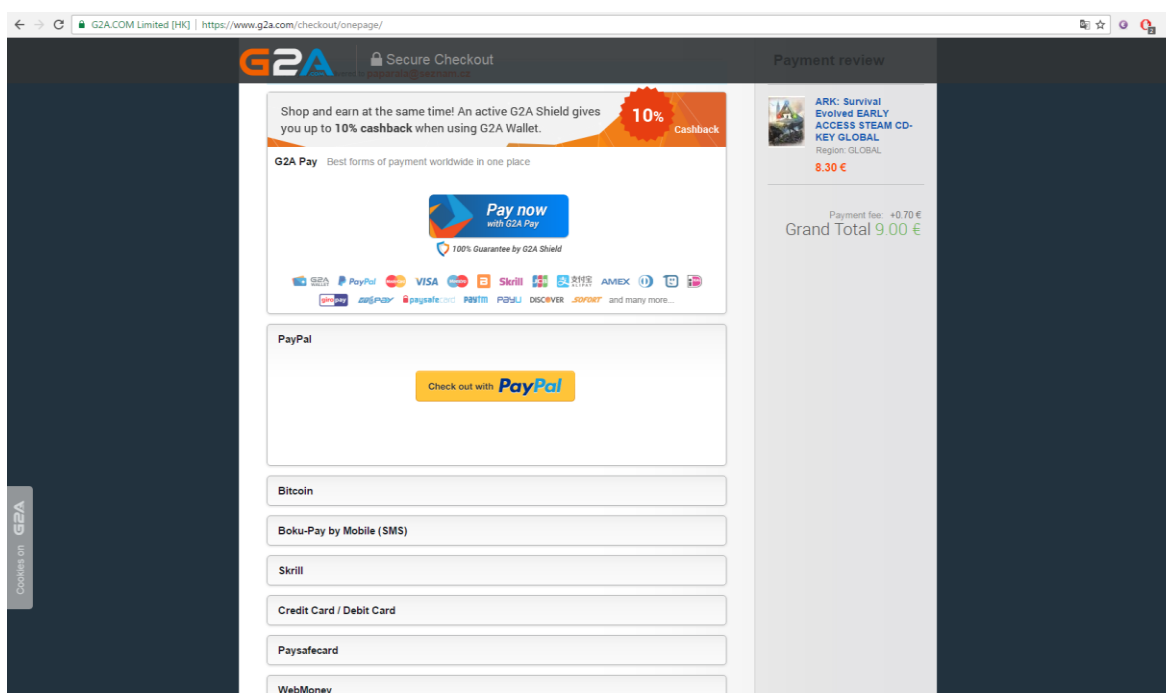 G2A.COM Limited [HK] | https://www.g2a.com/checkout/onepage/
G2A
Secure Checkout
Payment review
Shop and earn at the same time! An active G2A Shield gives
you up to 10% cashback when using G2A Wallet.
10%
Cashback
G2A Pay Best forms of payment worldwide in one place
Pay now
with G2A Pay
100% Guarantee by G2A Shield
G2A WALLET PayPal VISA Skrill AMEX
giropay paysafecard Paytm PayU DISCOVER SOFORT and many more...
PayPal
Check out with PayPal
Bitcoin
Boku-Pay by Mobile (SMS)
Skrill
Credit Card / Debit Card
Paysafecard
WebMoney
ARK: Survival
Evolved EARLY
ACCESS STEAM CD-
KEY GLOBAL
Region: GLOBAL
8.30 €
Payment fee: +0.70 €
Grand Total 9.00 €
Cookies on G2A